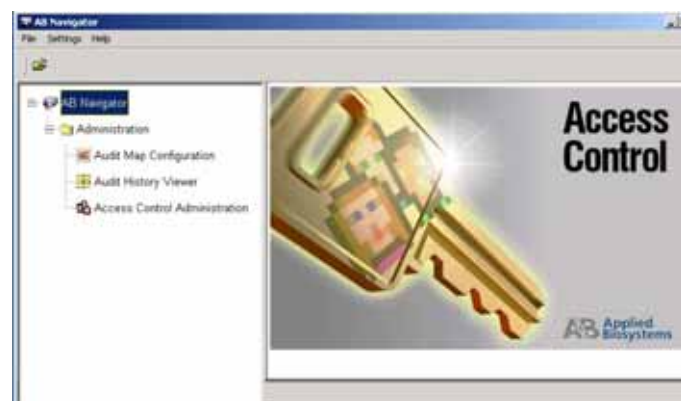 AB Navigator
File Settings Help
AB Navigator
Administration
Audit Map Configuration
Audit History Viewer
Access Control Administration
Access
Control
AB Applied
Biosystems